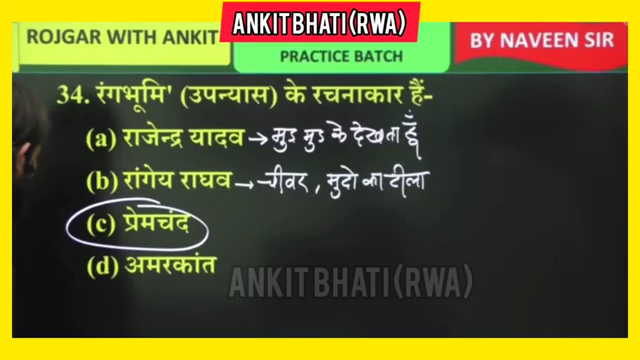 ANKIT BHATI (RWA)
ROJGAR WITH ANKIT
PRACTICE BATCH
BY NAVEEN SIR
34. रंगभूमि' (उपन्यास) के रचनाकार हैं-
(a) राजेन्द्र यादव → मुड़ मुड़ के देखता हूँ
(b) रांगेय राघव → चीवर, मुर्दो का टीला
(c) प्रेमचंद
(d) अमरकांत
ANKIT BHATI (RWA)